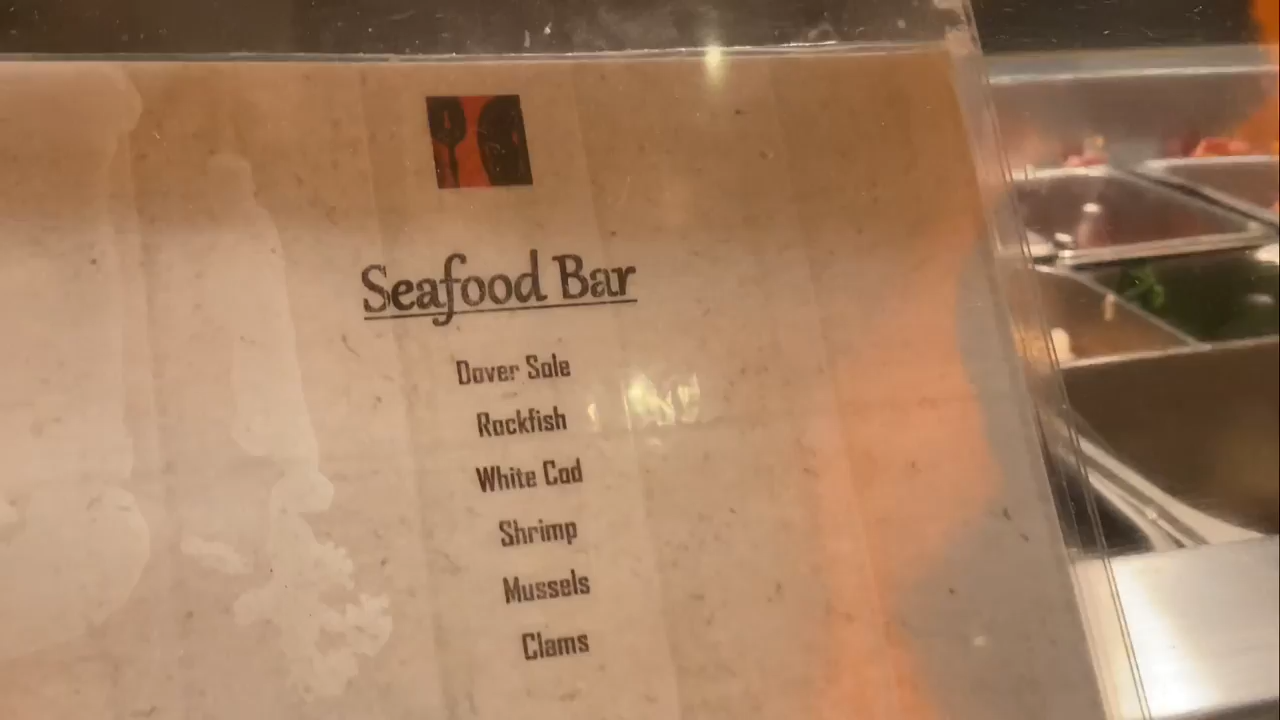 Seafood Bar
Dover Sole
Rockfish
White Cod
Shrimp
Mussels
Clams